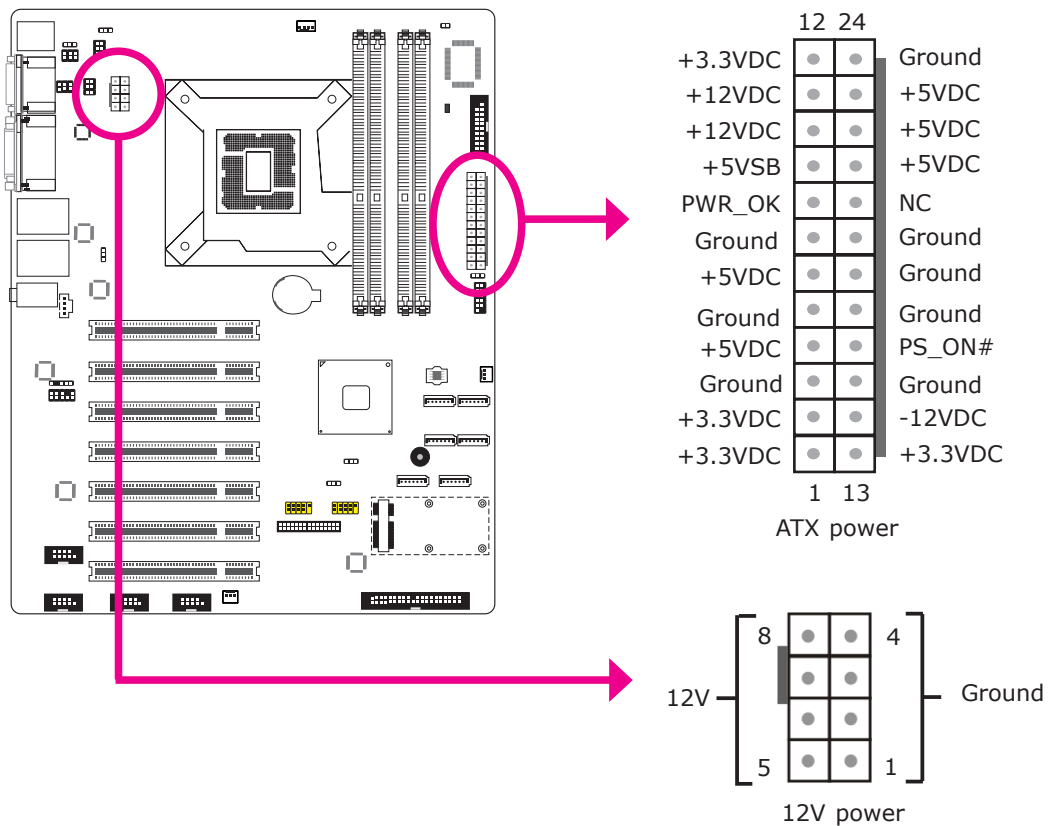 12 24
+3.3VDC Ground
+12VDC +5VDC
+12VDC +5VDC
+5VSB +5VDC
PWR_OK NC
Ground Ground
+5VDC Ground
Ground Ground
+5VDC PS_ON#
Ground Ground
+3.3VDC -12VDC
+3.3VDC +3.3VDC
1 13
ATX power
8 4
12V Ground
5 1
12V power